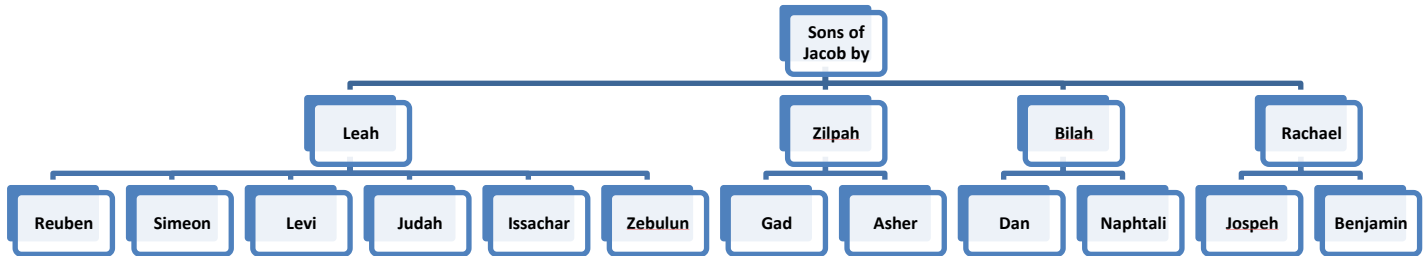 Sons of
Jacob by
Leah
Zilpah
Bilah
Rachael
Reuben
Simeon
Levi
Judah
Issachar
Zebulun
Gad
Asher
Dan
Naphtali
Jospeh
Benjamin